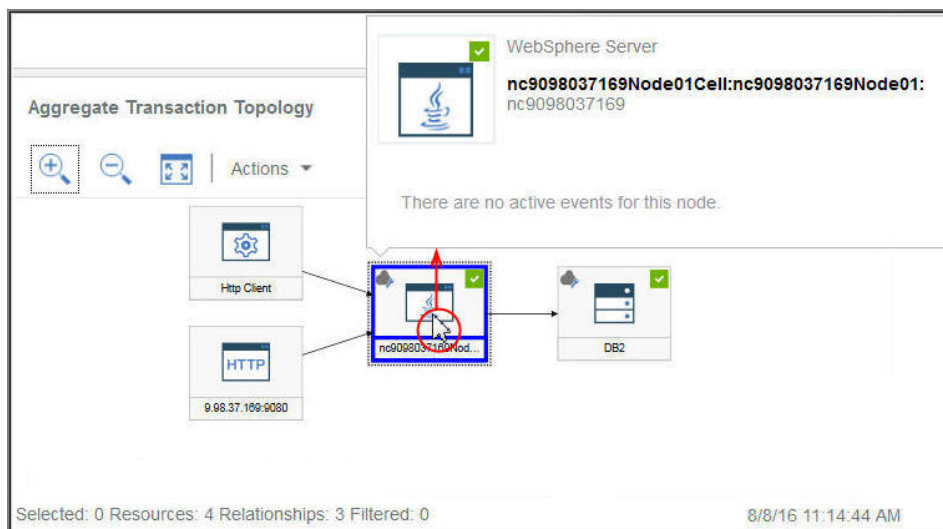 WebSphere Server
nc9098037169Node01Cell:nc9098037169Node01:
nc9098037169
Aggregate Transaction Topology
Actions
There are no active events for this node.
Http Client
nc9098037169Nod...
DB2
HTTP
9.98.37.169:9080
Selected: 0 Resources: 4 Relationships: 3 Filtered: 0
8/8/16 11:14:44 AM